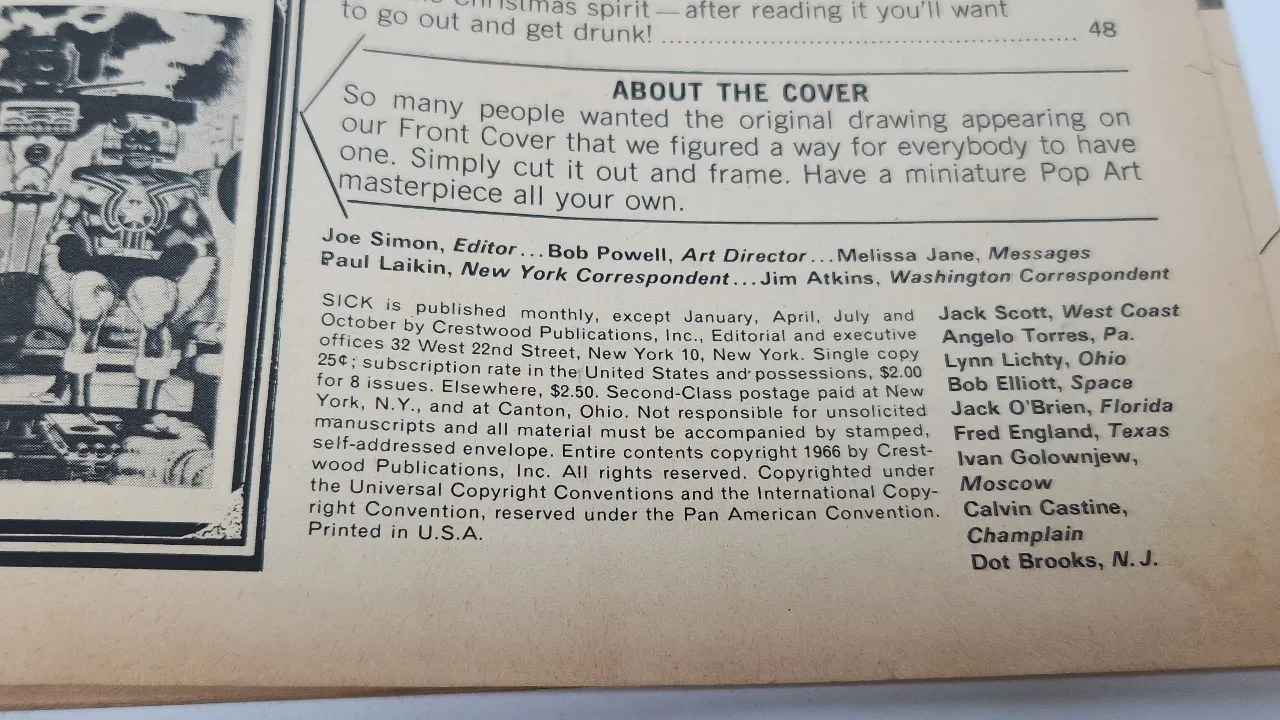 Christmas spirit—after reading it you'll want
to go out and get drunk! ........................................ 48
ABOUT THE COVER
So many people wanted the original drawing appearing on
our Front Cover that we figured a way for everybody to have
one. Simply cut it out and frame. Have a miniature Pop Art
masterpiece all your own.
Joe Simon, Editor...Bob Powell, Art Director...Melissa Jane, Messages
Paul Laikin, New York Correspondent...Jim Atkins, Washington Correspondent
SICK is published monthly, except January, April, July and
October by Crestwood Publications, Inc., Editorial and executive
offices 32 West 22nd Street, New York 10, New York. Single copy
25¢; subscription rate in the United States and possessions, $2.00
for 8 issues. Elsewhere, $2.50. Second-Class postage paid at New
York, N.Y., and at Canton, Ohio. Not responsible for unsolicited
manuscripts and all material must be accompanied by stamped,
self-addressed envelope. Entire contents copyright 1966 by Crest-
wood Publications, Inc. All rights reserved. Copyrighted under
the Universal Copyright Conventions and the International Copy-
right Convention, reserved under the Pan American Convention.
Printed in U.S.A.
Jack Scott, West Coast
Angelo Torres, Pa.
Lynn Lichty, Ohio
Bob Elliott, Space
Jack O'Brien, Florida
Fred England, Texas
Ivan Golownjew,
Moscow
Calvin Castine,
Champlain
Dot Brooks, N.J.